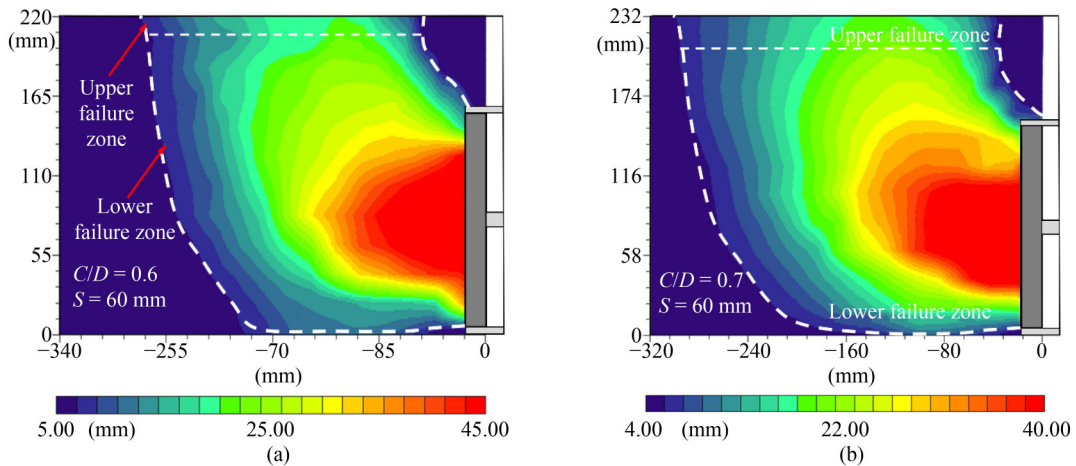 220
(mm)
165
110
55
0
Upper
failure
zone
Lower
failure zone
C/D = 0.6
S = 60 mm
−340
−255
−70
−85
0
(mm)
5.00
(mm)
25.00
45.00
(a)
232
(mm)
174
116
58
0
Upper failure zone
C/D = 0.7
S = 60 mm
Lower failure zone
−320
−240
−160
−80
0
(mm)
4.00
(mm)
22.00
40.00
(b)